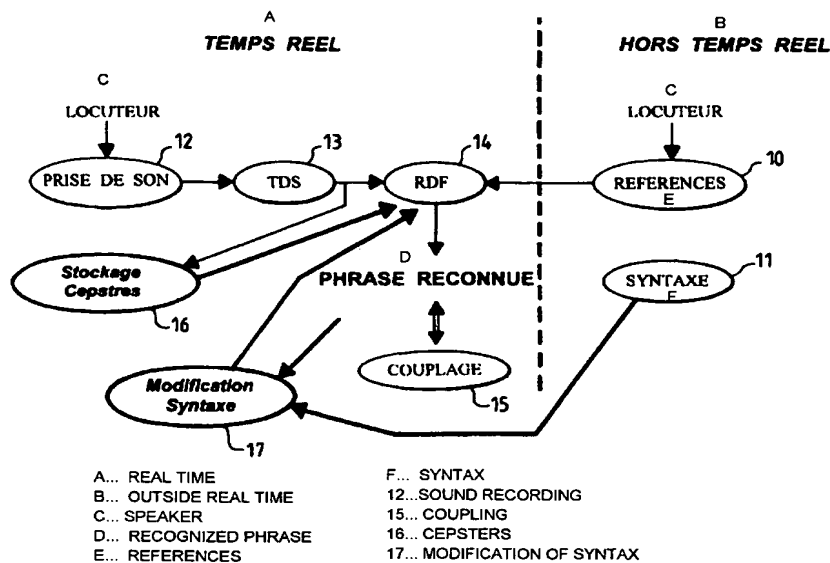 A
TEMPS REEL
B
HORS TEMPS REEL
C
LOCUTEUR
C
LOCUTEUR
12
13
14
10
PRISE DE SON
TDS
RDF
REFERENCES
E
D
PHRASE RECONNUE
11
SYNTAXE
F
Stockage
Cepstres
16
COUPLAGE
15
Modification
Syntaxe
17
A... REAL TIME
B... OUTSIDE REAL TIME
C... SPEAKER
D... RECOGNIZED PHRASE
E... REFERENCES
F... SYNTAX
12...SOUND RECORDING
15... COUPLING
16... CEPSTERS
17...MODIFICATION OF SYNTAX